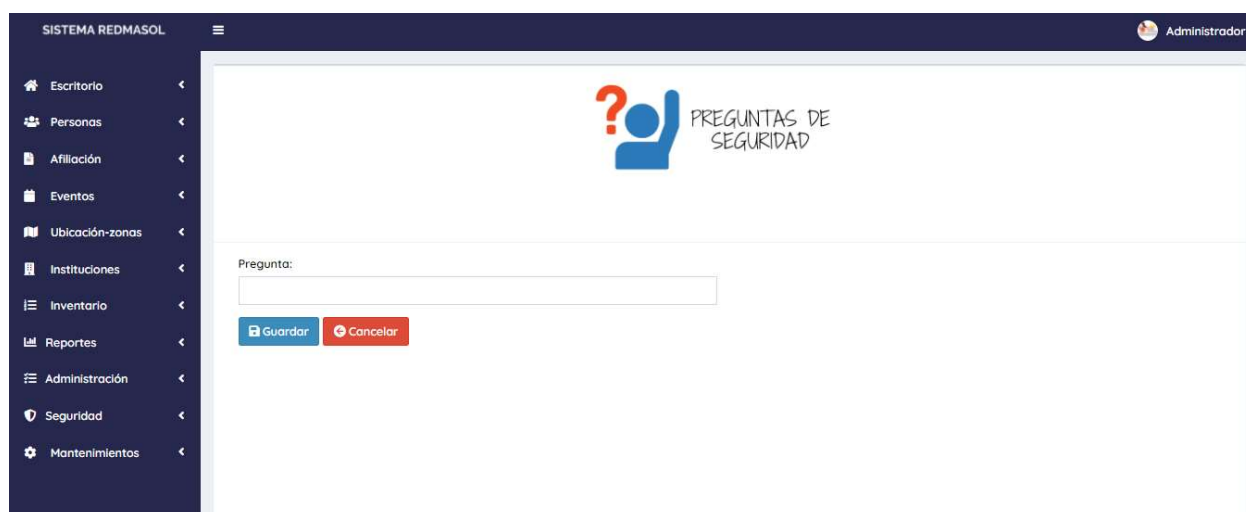 SISTEMA REDMASOL
Administrador
Escritorio
Personas
Afiliación
Eventos
Ubicación-zonas
Instituciones
Inventario
Reportes
Administración
Seguridad
Mantenimientos
?
PREGUNTAS DE
SEGURIDAD
Pregunta:
Guardar Cancelar